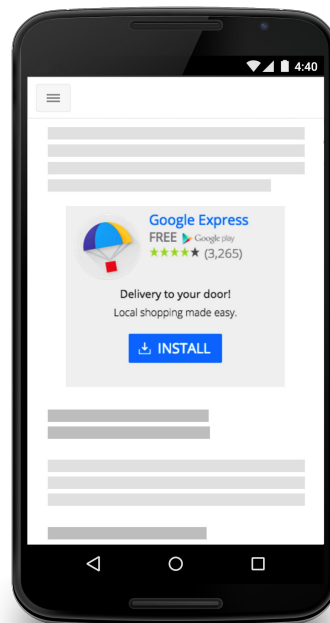 4:40
Google Express
FREE Google play
(3,265)
Delivery to your door!
Local shopping made easy.
INSTALL